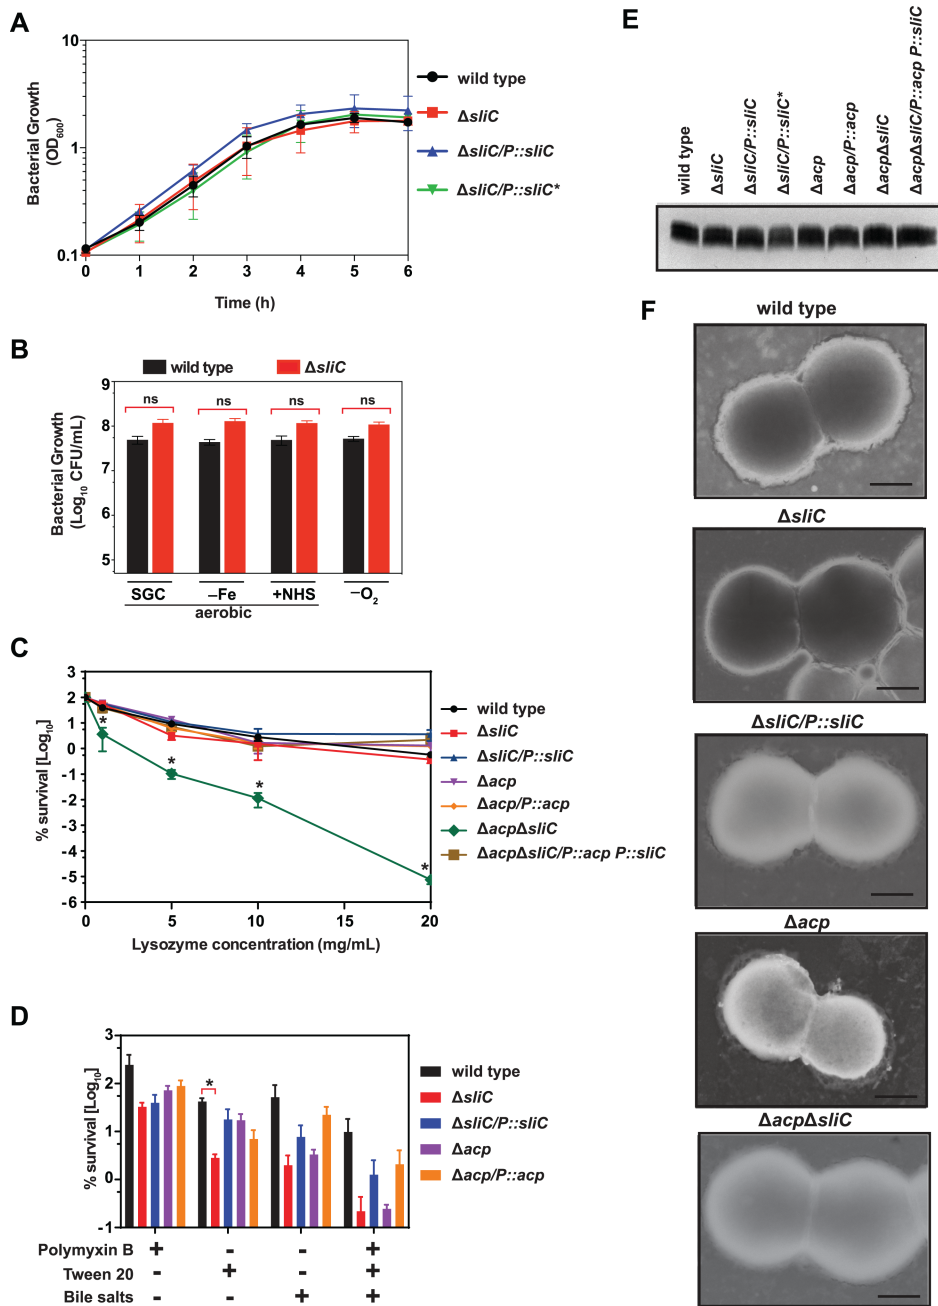 A
Bacterial Growth
(OD600)
10
1
0.1
0 1 2 3 4 5 6
Time (h)
wild type
ΔsliC
ΔsliC/P::sliC
ΔsliC/P::sliC*
B
wild type ΔsliC
Bacterial Growth
(Log10 CFU/mL)
9
8
7
6
5
ns ns ns ns
SGC –Fe +NHS –O2
aerobic
C
% survival [Log10]
3
2
1
0
-1
-2
-3
-4
-5
-6
* * * *
0 5 10 15 20
Lysozyme concentration (mg/mL)
wild type
ΔsliC
ΔsliC/P::sliC
Δacp
Δacp/P::acp
ΔacpΔsliC
ΔacpΔsliC/P::acp P::sliC
D
% survival [Log10]
3
2
1
0
-1
*
wild type
ΔsliC
ΔsliC/P::sliC
Δacp
Δacp/P::acp
Polymyxin B + - - +
Tween 20 - + - +
Bile salts - - + +
E
wild type
ΔsliC
ΔsliC/P::sliC
ΔsliC/P::sliC*
Δacp
Δacp/P::acp
ΔacpΔsliC
ΔacpΔsliC/P::acp P::sliC
F
wild type
ΔsliC
ΔsliC/P::sliC
Δacp
ΔacpΔsliC